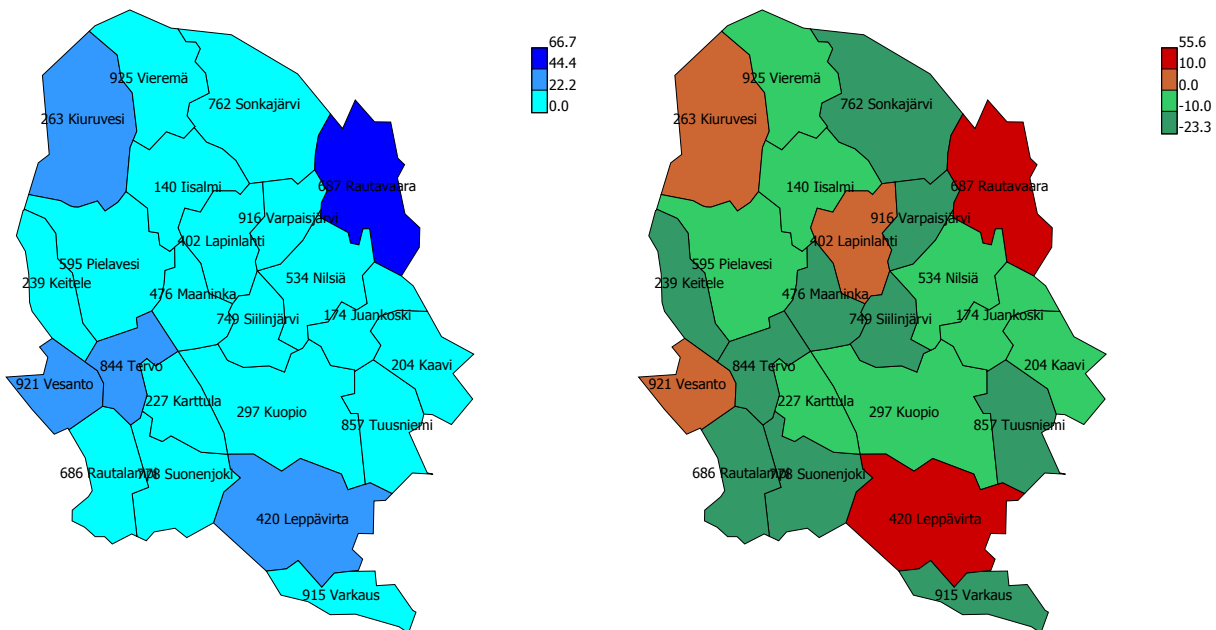 66.7
44.4
22.2
0.0
925 Vieremä
762 Sonkajärvi
263 Kiuruvesi
140 Iisalmi
687 Rautavaara
916 Varpaisjärvi
402 Lapinlahti
595 Pielavesi
239 Keitele
534 Nilsiä
476 Maaninka
749 Siilinjärvi
174 Juankoski
844 Tervo
204 Kaavi
921 Vesanto
227 Karttula
297 Kuopio
857 Tuusniemi
686 Rautalampi
778 Suonenjoki
420 Leppävirta
915 Varkaus
55.6
10.0
0.0
-10.0
-23.3
925 Vieremä
762 Sonkajärvi
263 Kiuruvesi
140 Iisalmi
687 Rautavaara
916 Varpaisjärvi
402 Lapinlahti
595 Pielavesi
239 Keitele
534 Nilsiä
476 Maaninka
749 Siilinjärvi
174 Juankoski
844 Tervo
204 Kaavi
921 Vesanto
227 Karttula
297 Kuopio
857 Tuusniemi
686 Rautalampi
778 Suonenjoki
420 Leppävirta
915 Varkaus